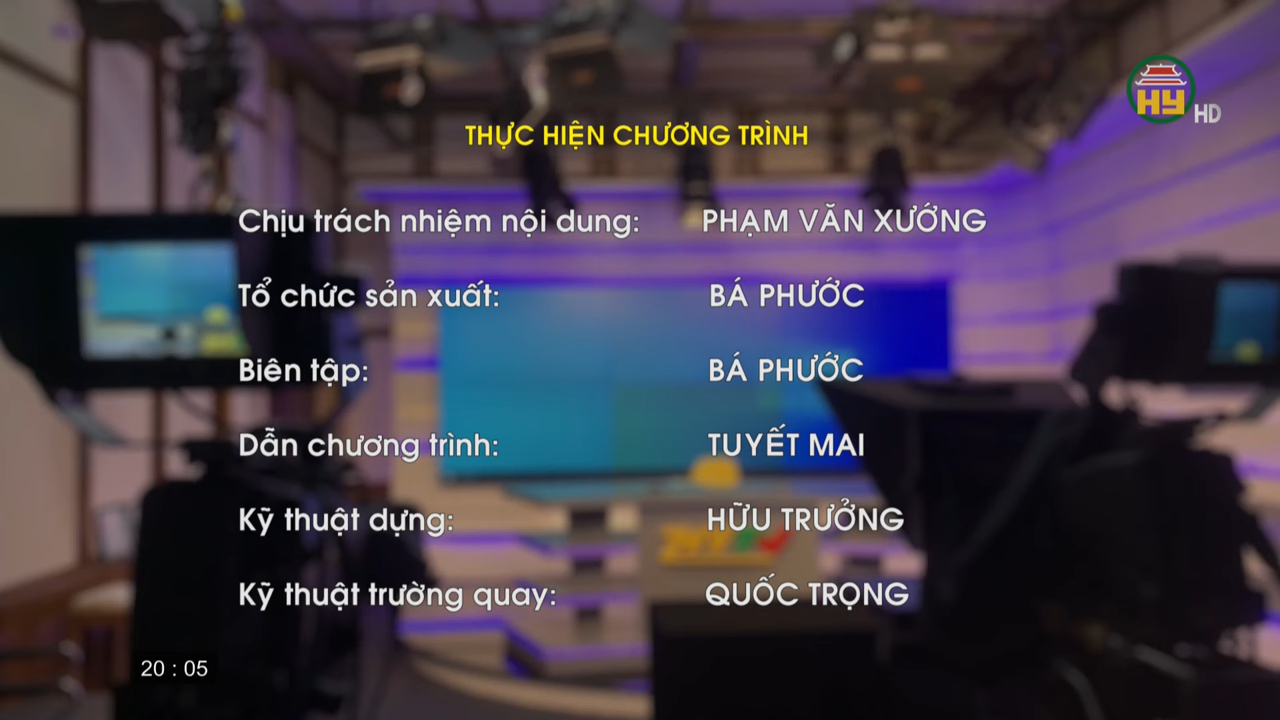 HY HD
THỰC HIỆN CHƯƠNG TRÌNH
Chịu trách nhiệm nội dung: PHẠM VĂN XƯỚNG
Tổ chức sản xuất: BÁ PHƯỚC
Biên tập: BÁ PHƯỚC
Dẫn chương trình: TUYẾT MAI
Kỹ thuật dựng: HỮU TRƯỞNG
Kỹ thuật trường quay: QUỐC TRỌNG
20 : 05